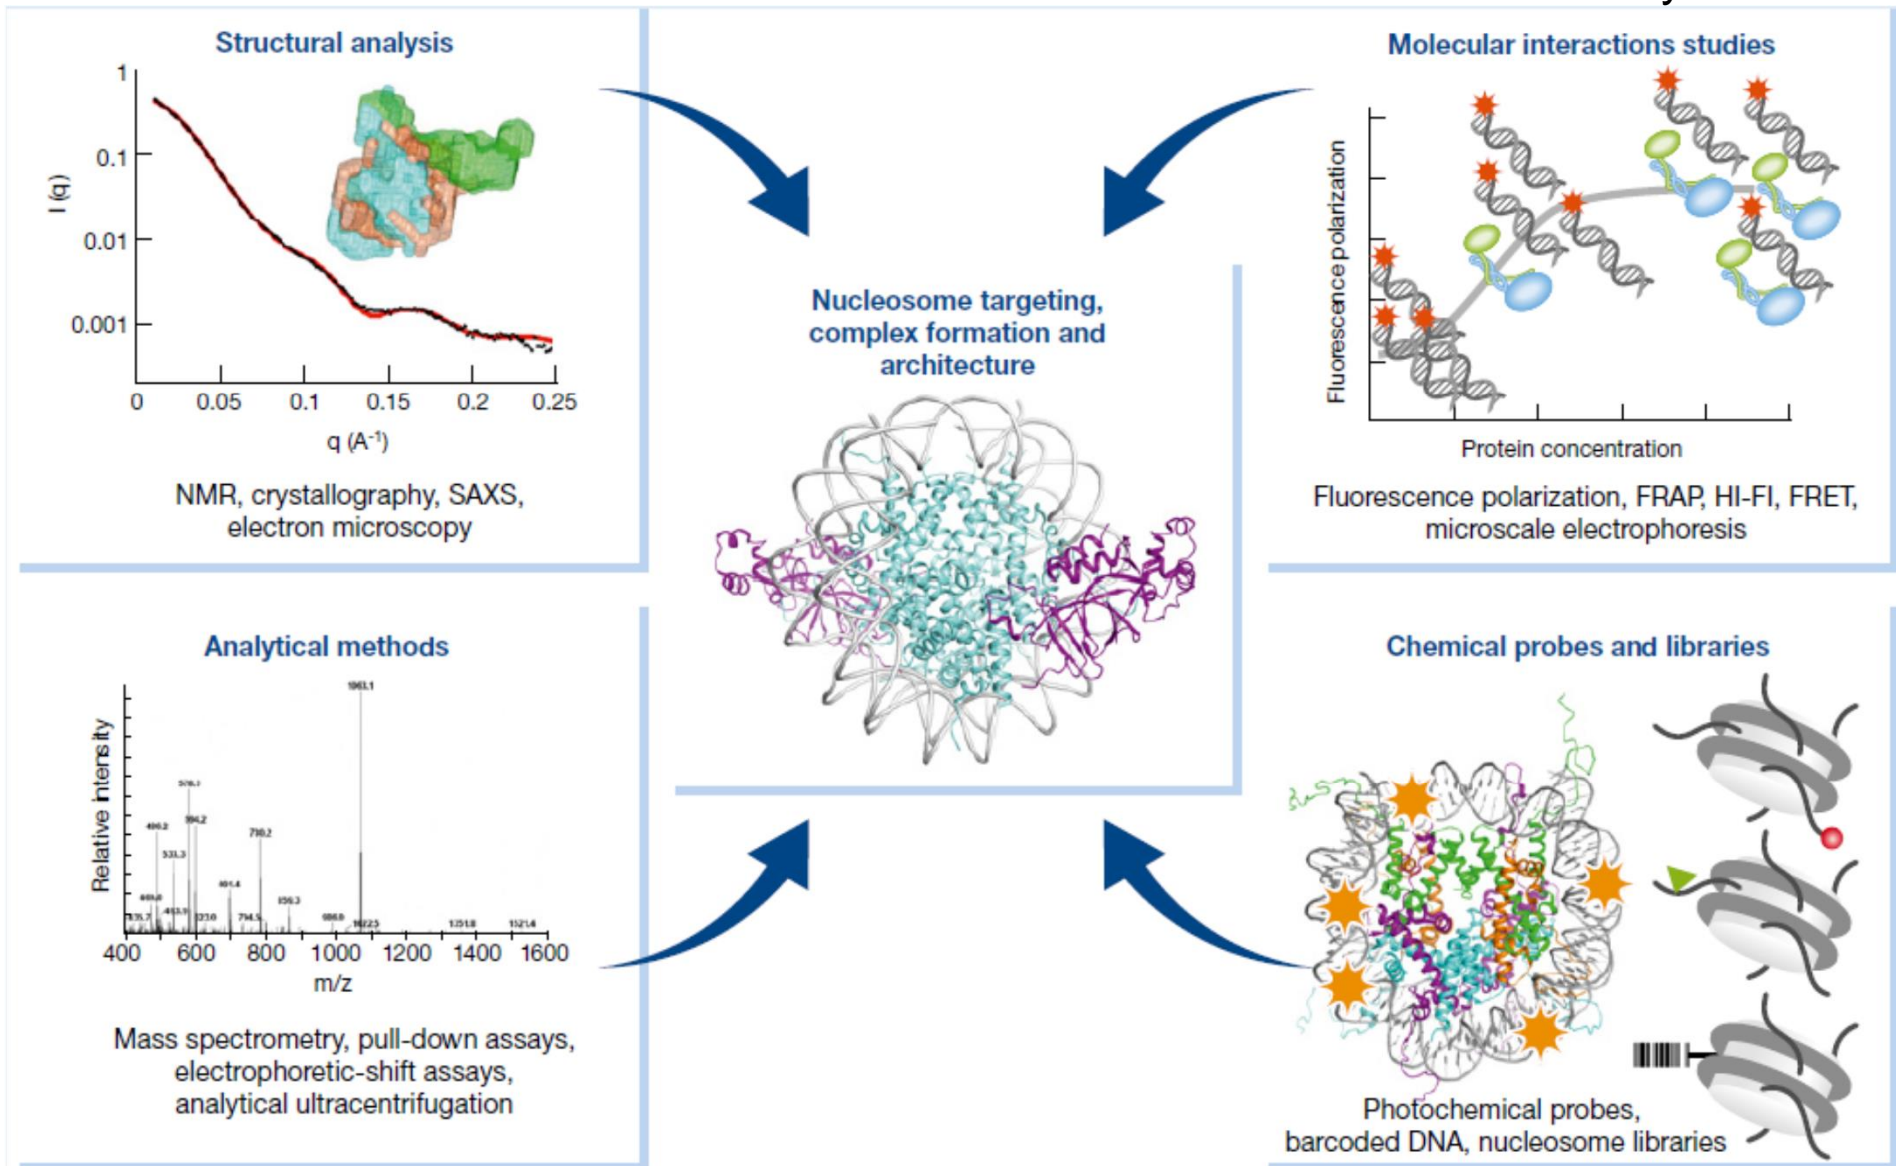 Structural analysis
1
0.1
0.01
0.001
I (q)
0 0.05 0.1 0.15 0.2 0.25
q (A-1)
NMR, crystallography, SAXS,
electron microscopy
Molecular interactions studies
Fluorescence polarization
Protein concentration
Fluorescence polarization, FRAP, HI-FI, FRET,
microscale electrophoresis
Nucleosome targeting,
complex formation and
architecture
Analytical methods
Relative intensity
790.2
400 600 800 1000 1200 1400 1600
m/z
Mass spectrometry, pull-down assays,
electrophoretic-shift assays,
analytical ultracentrifugation
Chemical probes and libraries
Photochemical probes,
barcoded DNA, nucleosome libraries